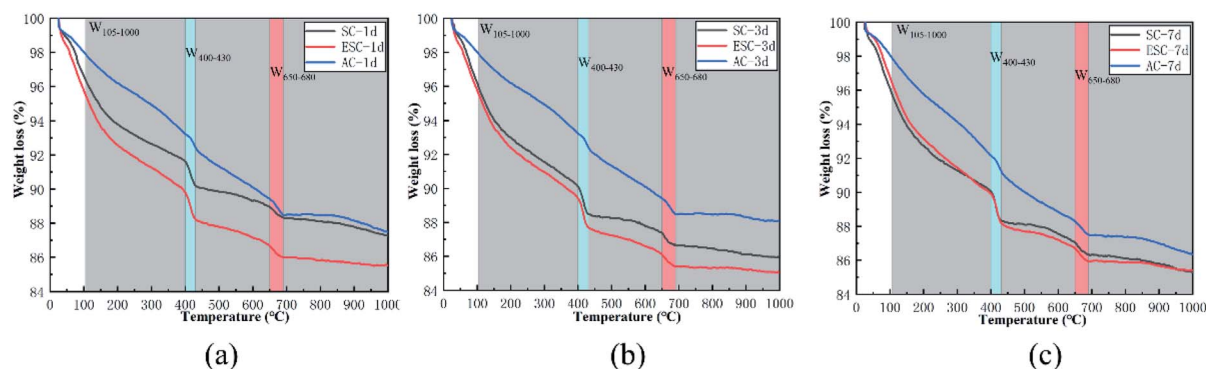 100
98
96
94
92
90
88
86
84
Weight loss (%)
W105-1000
W400-430
W650-680
SC-1d
ESC-1d
AC-1d
0 100 200 300 400 500 600 700 800 900 1000
Temperature (°C)
(a)
100
98
96
94
92
90
88
86
84
Weight loss (%)
W105-1000
W400-430
W650-680
SC-3d
ESC-3d
AC-3d
0 100 200 300 400 500 600 700 800 900 1000
Temperature (°C)
(b)
100
98
96
94
92
90
88
86
84
Weight loss (%)
W105-1000
W400-430
W650-680
SC-7d
ESC-7d
AC-7d
0 100 200 300 400 500 600 700 800 900 1000
Temperature (°C)
(c)